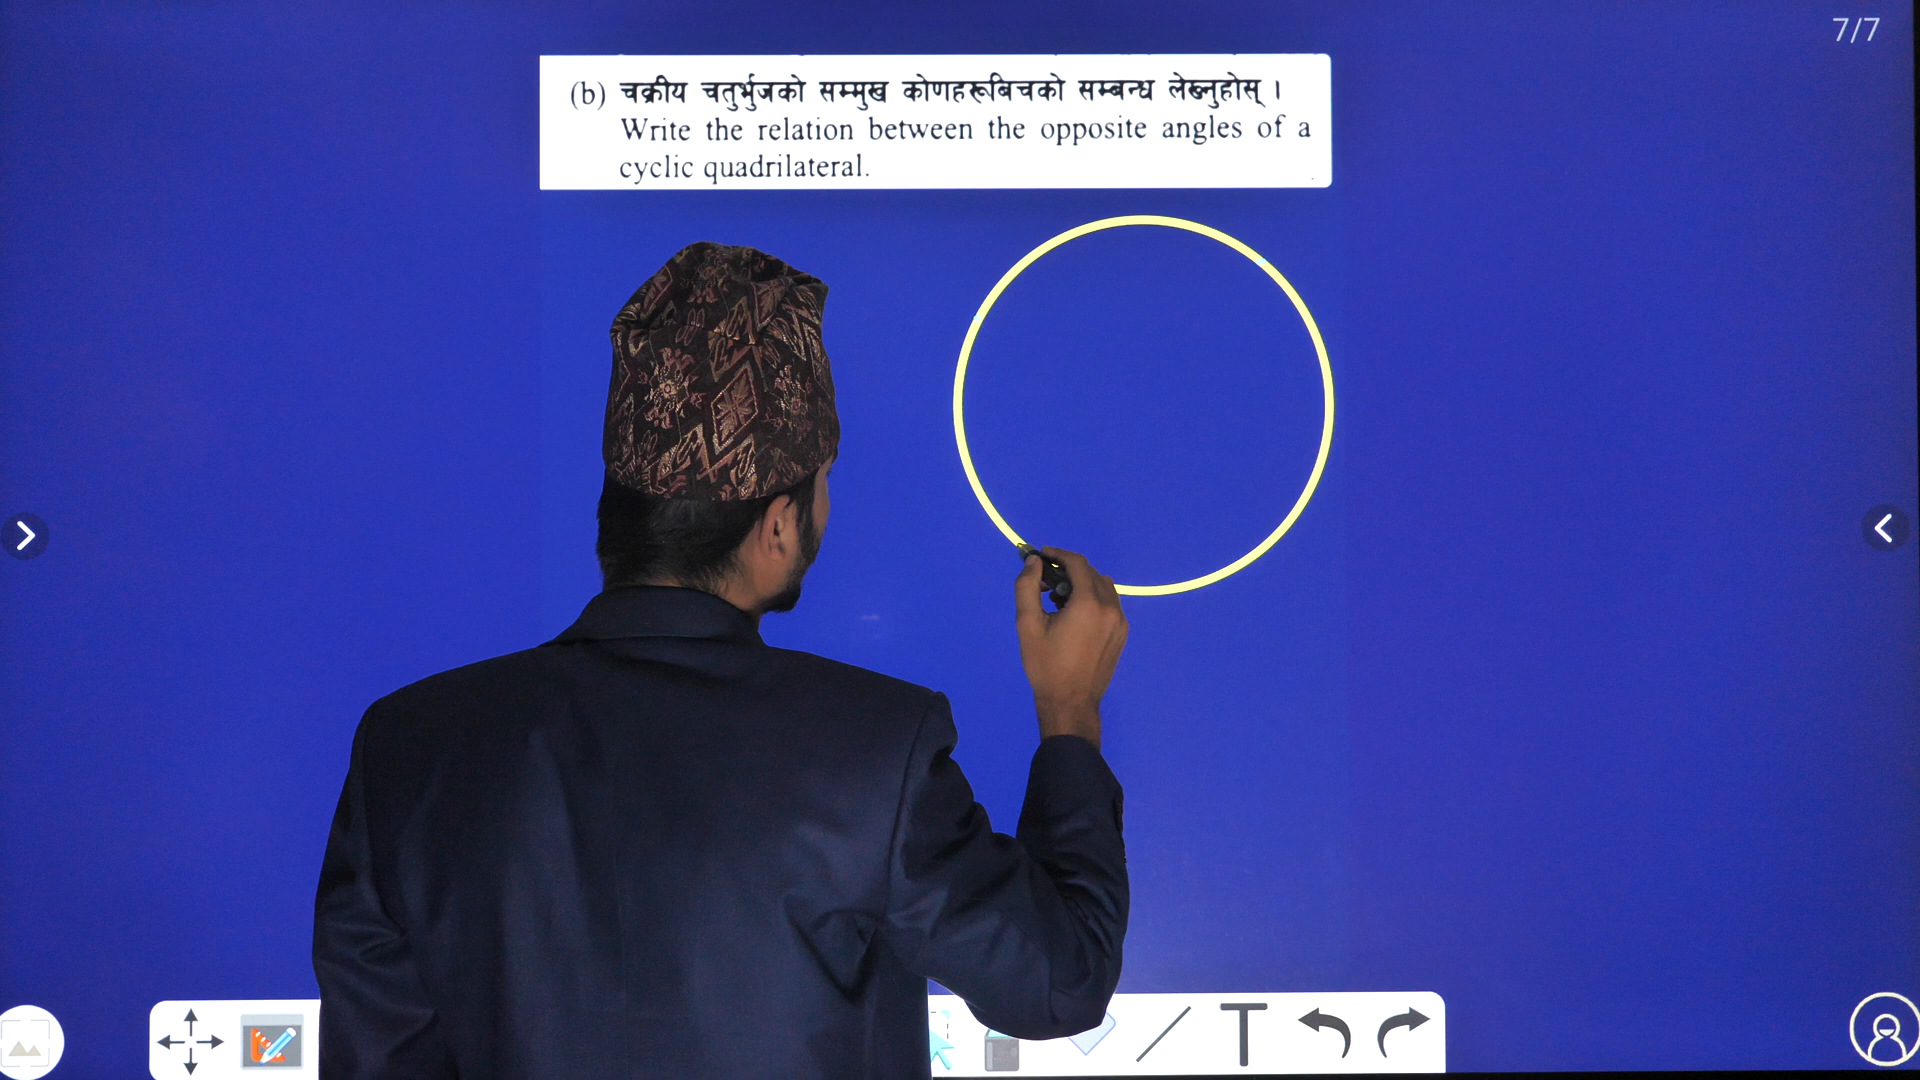 7/7
(b) चक्रीय चतुर्भुजको सम्मुख कोणहरूबिचको सम्बन्ध लेख्नुहोस् ।
Write the relation between the opposite angles of a
cyclic quadrilateral.
T